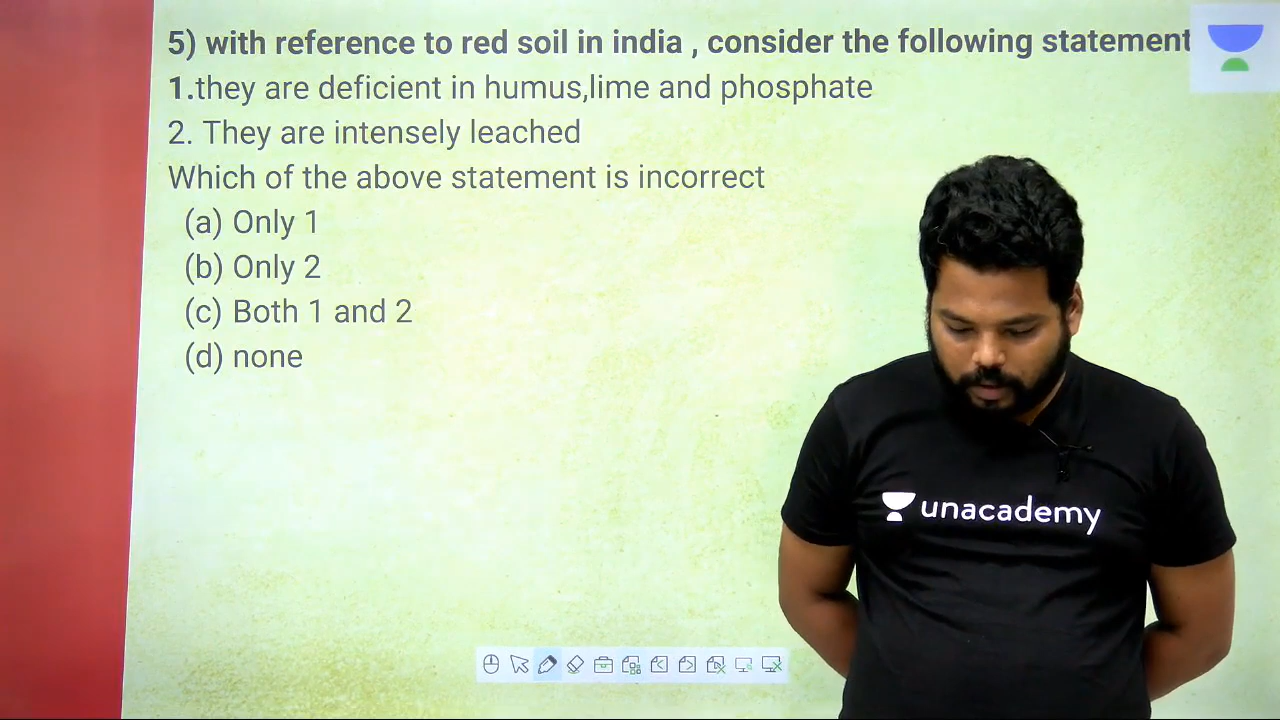 5) with reference to red soil in india , consider the following statement
1.they are deficient in humus,lime and phosphate
2. They are intensely leached
Which of the above statement is incorrect
(a) Only 1
(b) Only 2
(c) Both 1 and 2
(d) none
unacademy